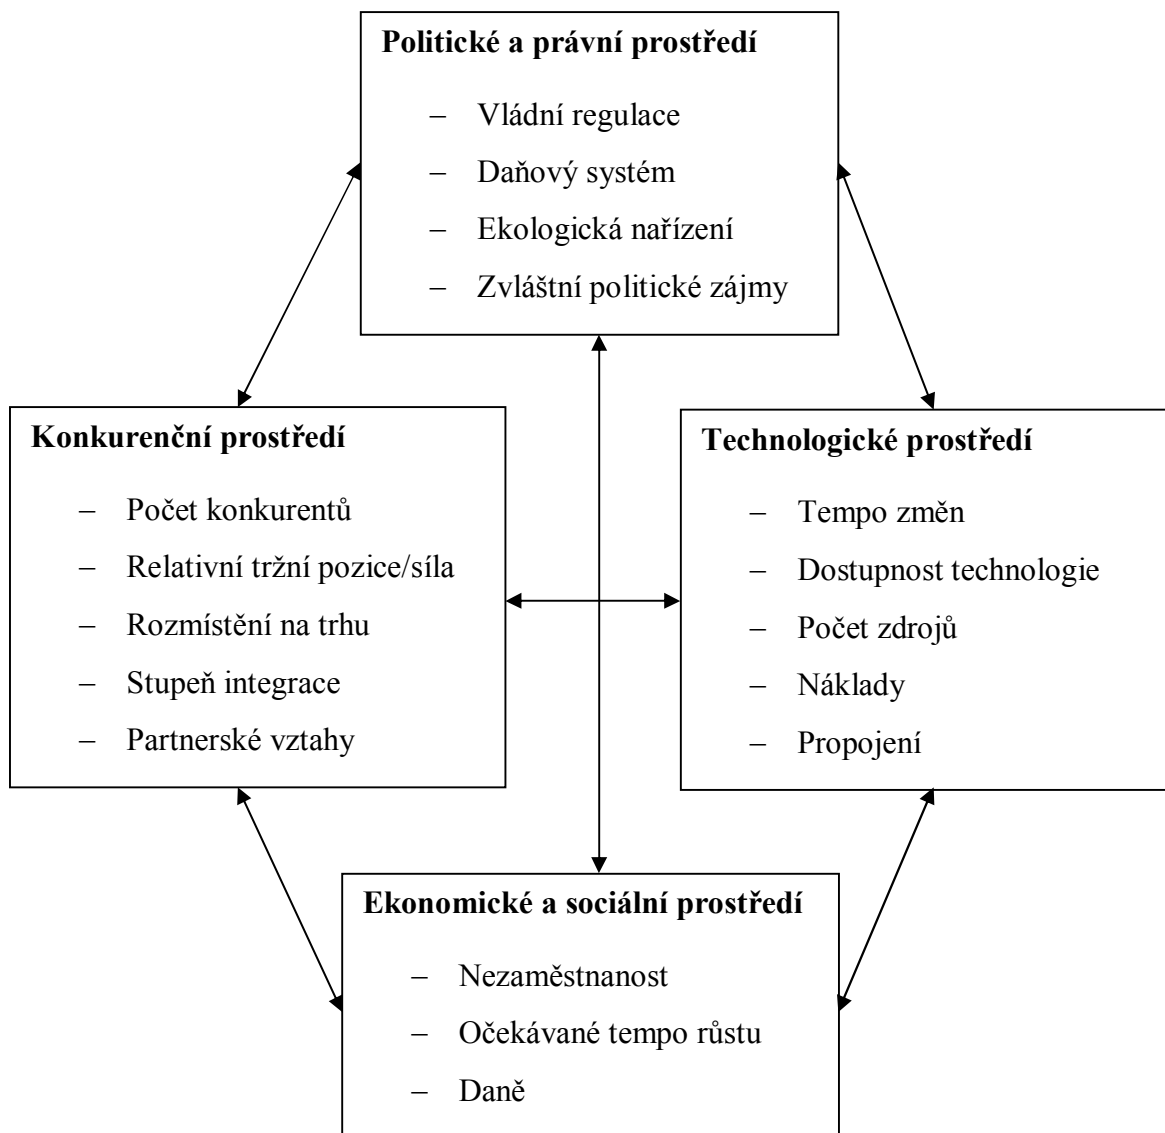 Politické a právní prostředí
– Vládní regulace
– Daňový systém
– Ekologická nařízení
– Zvláštní politické zájmy
Konkurenční prostředí
– Počet konkurentů
– Relativní tržní pozice/síla
– Rozmístění na trhu
– Stupeň integrace
– Partnerské vztahy
Technologické prostředí
– Tempo změn
– Dostupnost technologie
– Počet zdrojů
– Náklady
– Propojení
Ekonomické a sociální prostředí
– Nezaměstnanost
– Očekávané tempo růstu
– Daně